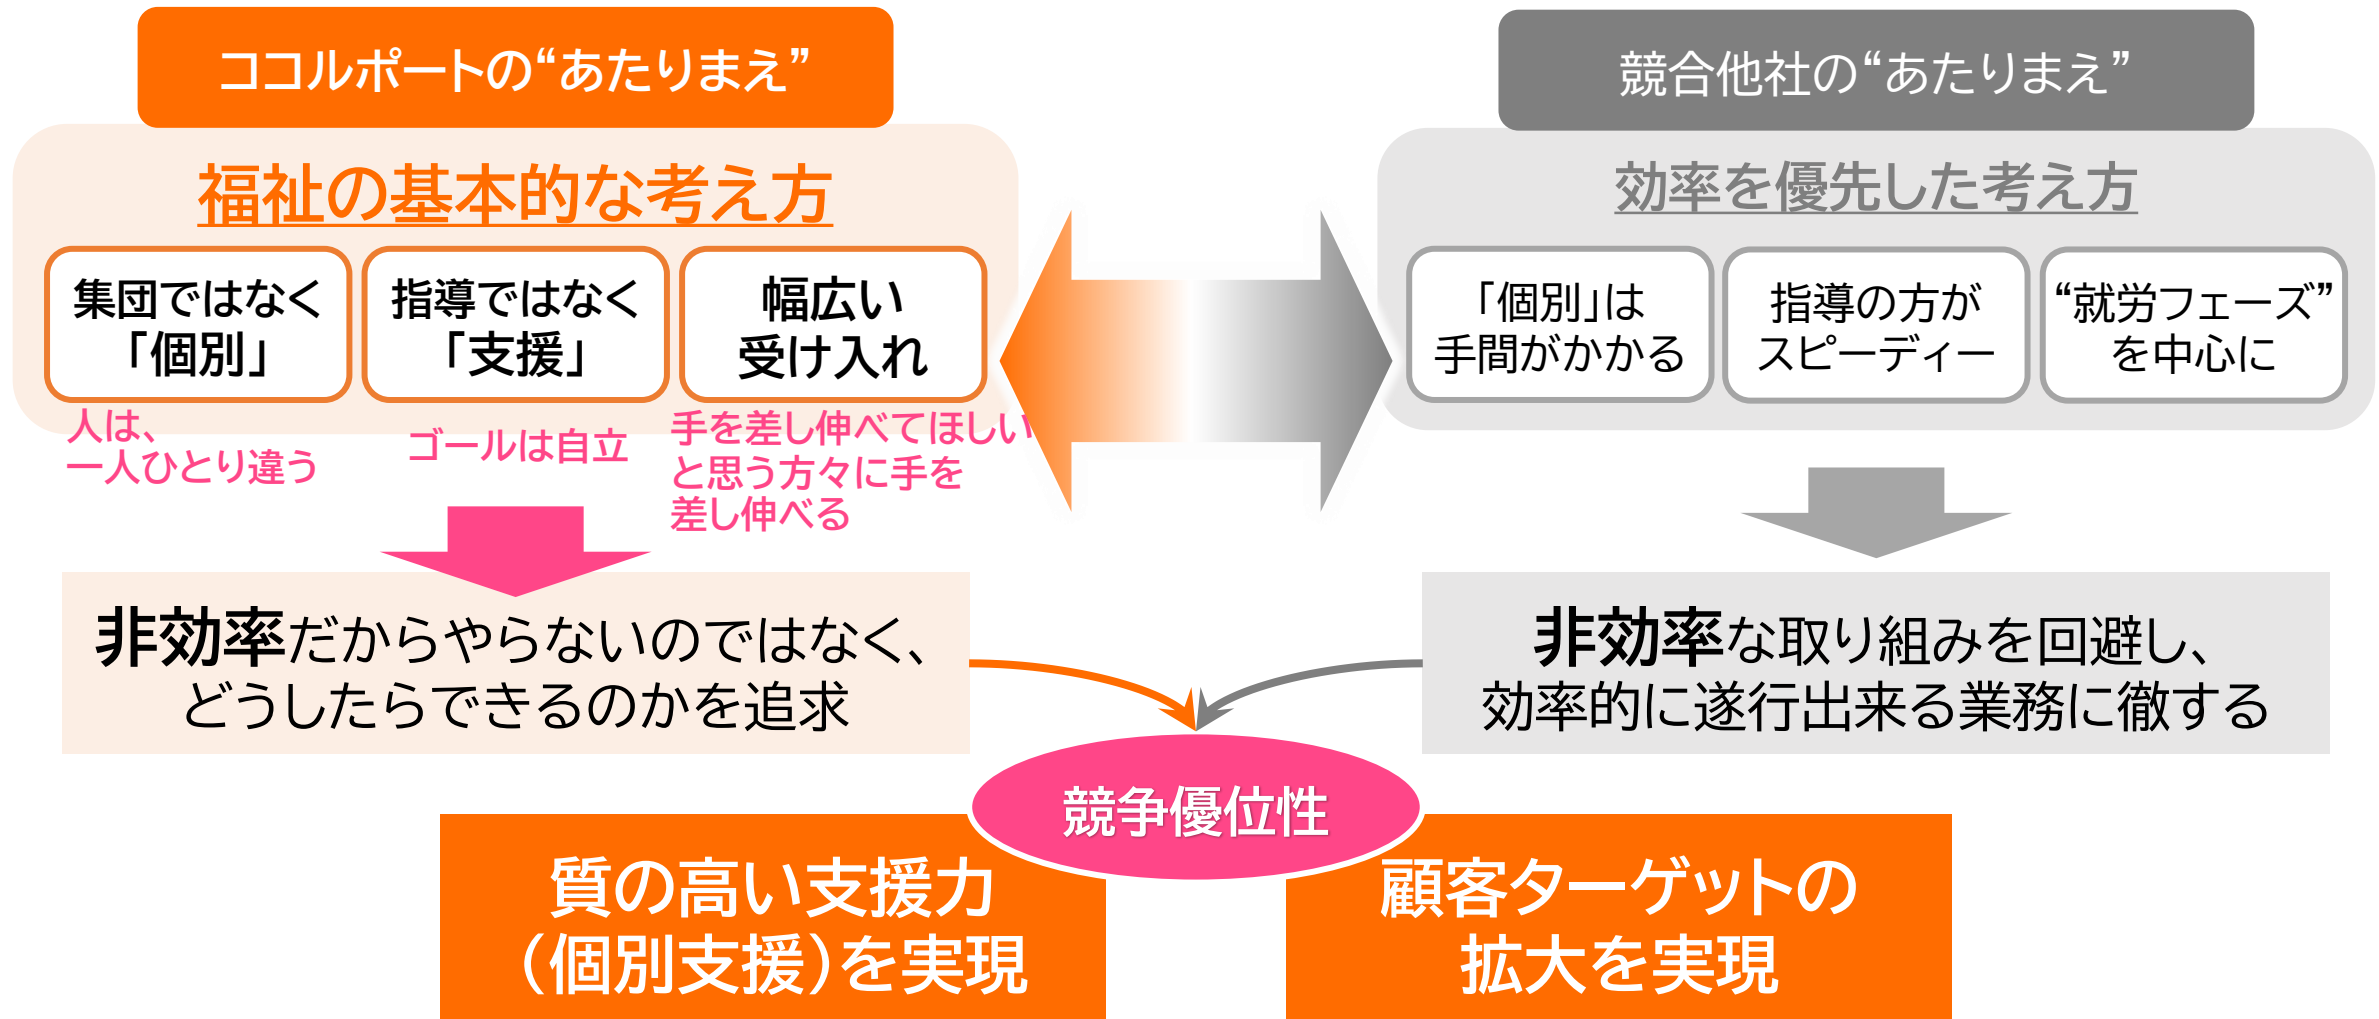 ココルポートの“あたりまえ”
福祉の基本的な考え方
集団ではなく
「個別」
指導ではなく
「支援」
幅広い
受け入れ
人は、
一人ひとり違う
ゴールは自立
手を差し伸べてほしい
と思う方々に手を
差し伸べる
非効率だからやらないのではなく、
どうしたらできるのかを追求
競合他社の“あたりまえ”
効率を優先した考え方
「個別」は
手間がかかる
指導の方が
スピーディー
“就労フェーズ”
を中心に
非効率な取り組みを回避し、
効率的に遂行出来る業務に徹する
競争優位性
質の高い支援力
（個別支援）を実現
顧客ターゲットの
拡大を実現